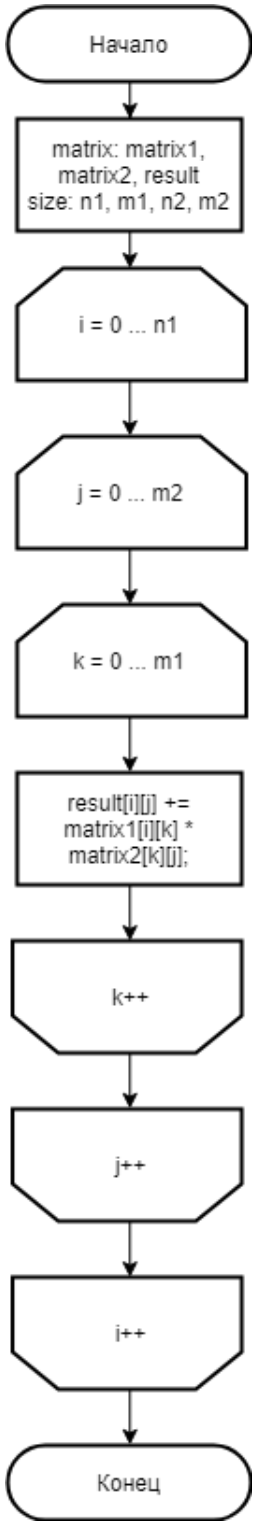 Начало
matrix: matrix1,
matrix2, result
size: n1, m1, n2, m2
i = 0 ... n1
j = 0 ... m2
k = 0 ... m1
result[i][j] +=
matrix1[i][k] *
matrix2[k][j];
k++
j++
i++
Конец